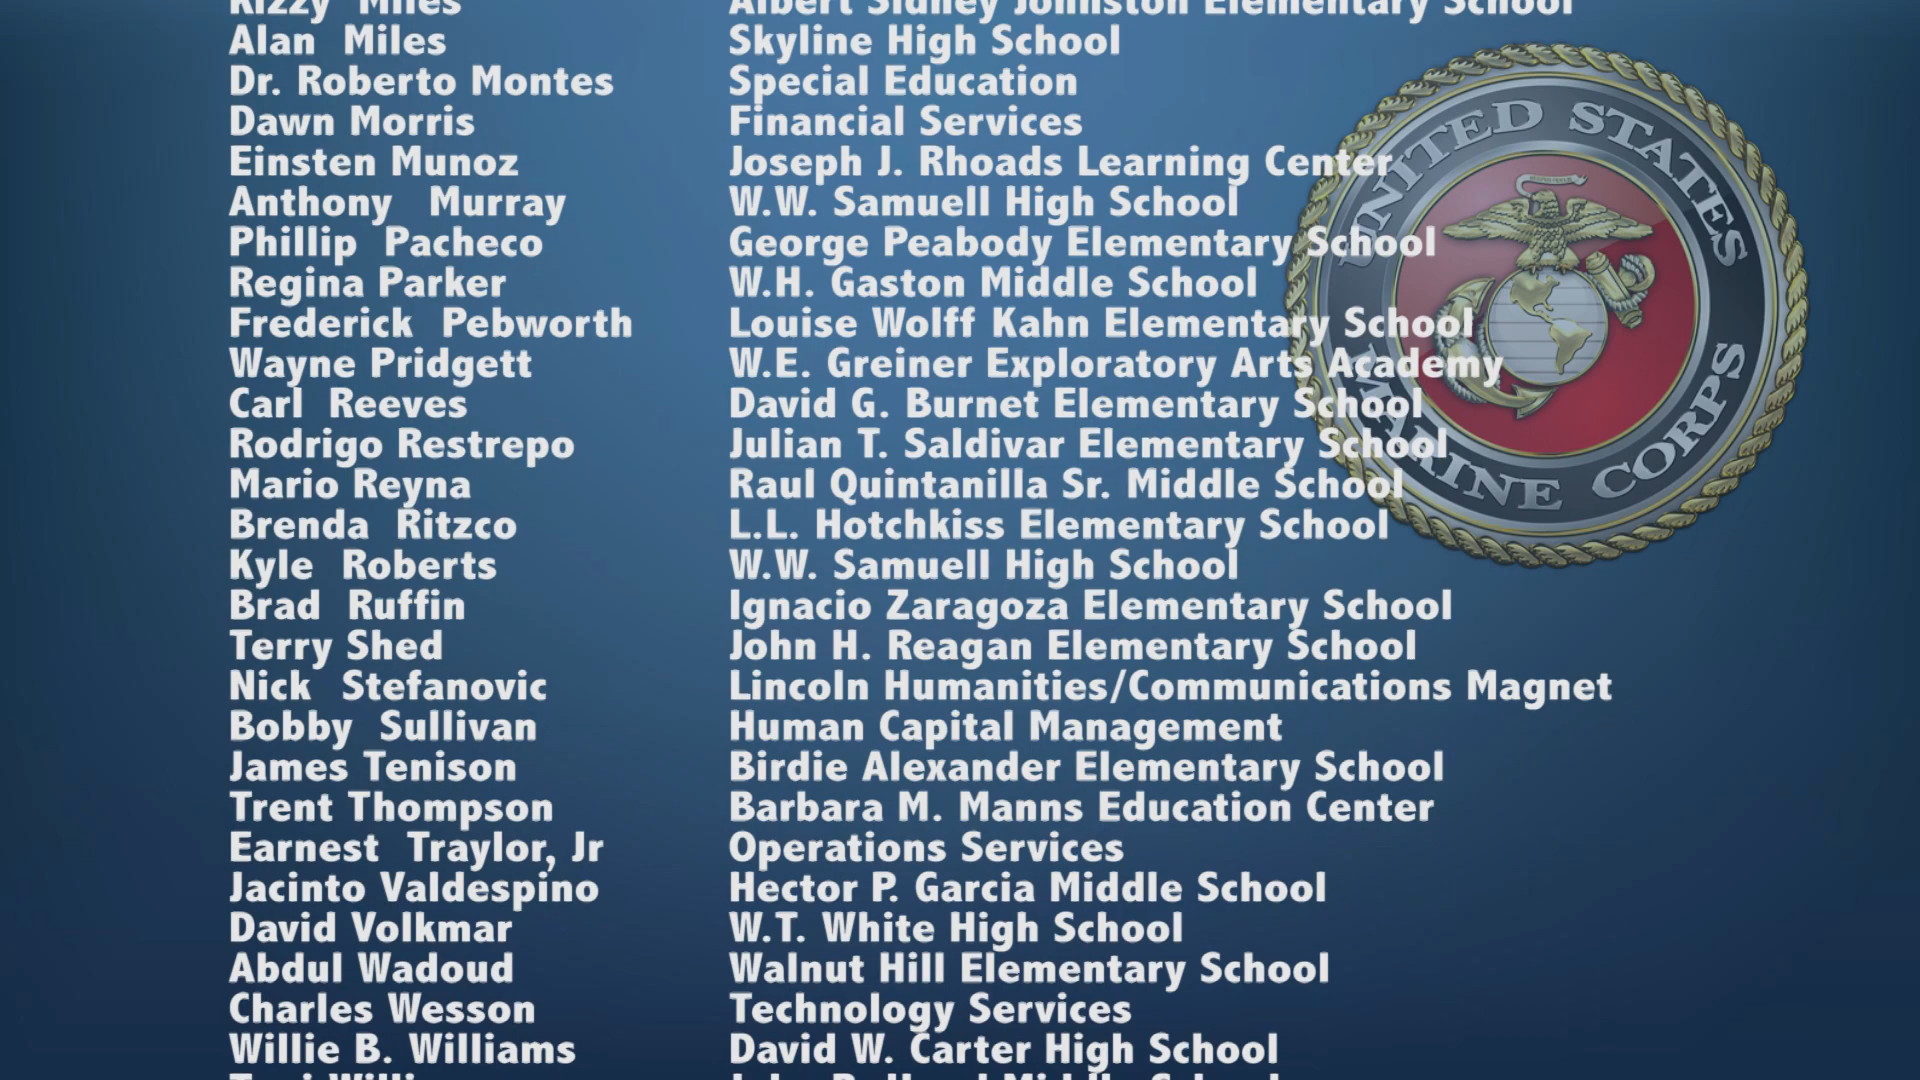 Kizzy Miles Albert Sidney Johnston Elementary School
Alan Miles Skyline High School
Dr. Roberto Montes Special Education
Dawn Morris Financial Services
Einsten Munoz Joseph J. Rhoads Learning Center
Anthony Murray W.W. Samuell High School
Phillip Pacheco George Peabody Elementary School
Regina Parker W.H. Gaston Middle School
Frederick Pebworth Louise Wolff Kahn Elementary School
Wayne Pridgett W.E. Greiner Exploratory Arts Academy
Carl Reeves David G. Burnet Elementary School
Rodrigo Restrepo Julian T. Saldivar Elementary School
Mario Reyna Raul Quintanilla Sr. Middle School
Brenda Ritzco L.L. Hotchkiss Elementary School
Kyle Roberts W.W. Samuell High School
Brad Ruffin Ignacio Zaragoza Elementary School
Terry Shed John H. Reagan Elementary School
Nick Stefanovic Lincoln Humanities/Communications Magnet
Bobby Sullivan Human Capital Management
James Tenison Birdie Alexander Elementary School
Trent Thompson Barbara M. Manns Education Center
Earnest Traylor, Jr Operations Services
Jacinto Valdespino Hector P. Garcia Middle School
David Volkmar W.T. White High School
Abdul Wadoud Walnut Hill Elementary School
Charles Wesson Technology Services
Willie B. Williams David W. Carter High School
UNITED STATES
MARINE CORPS